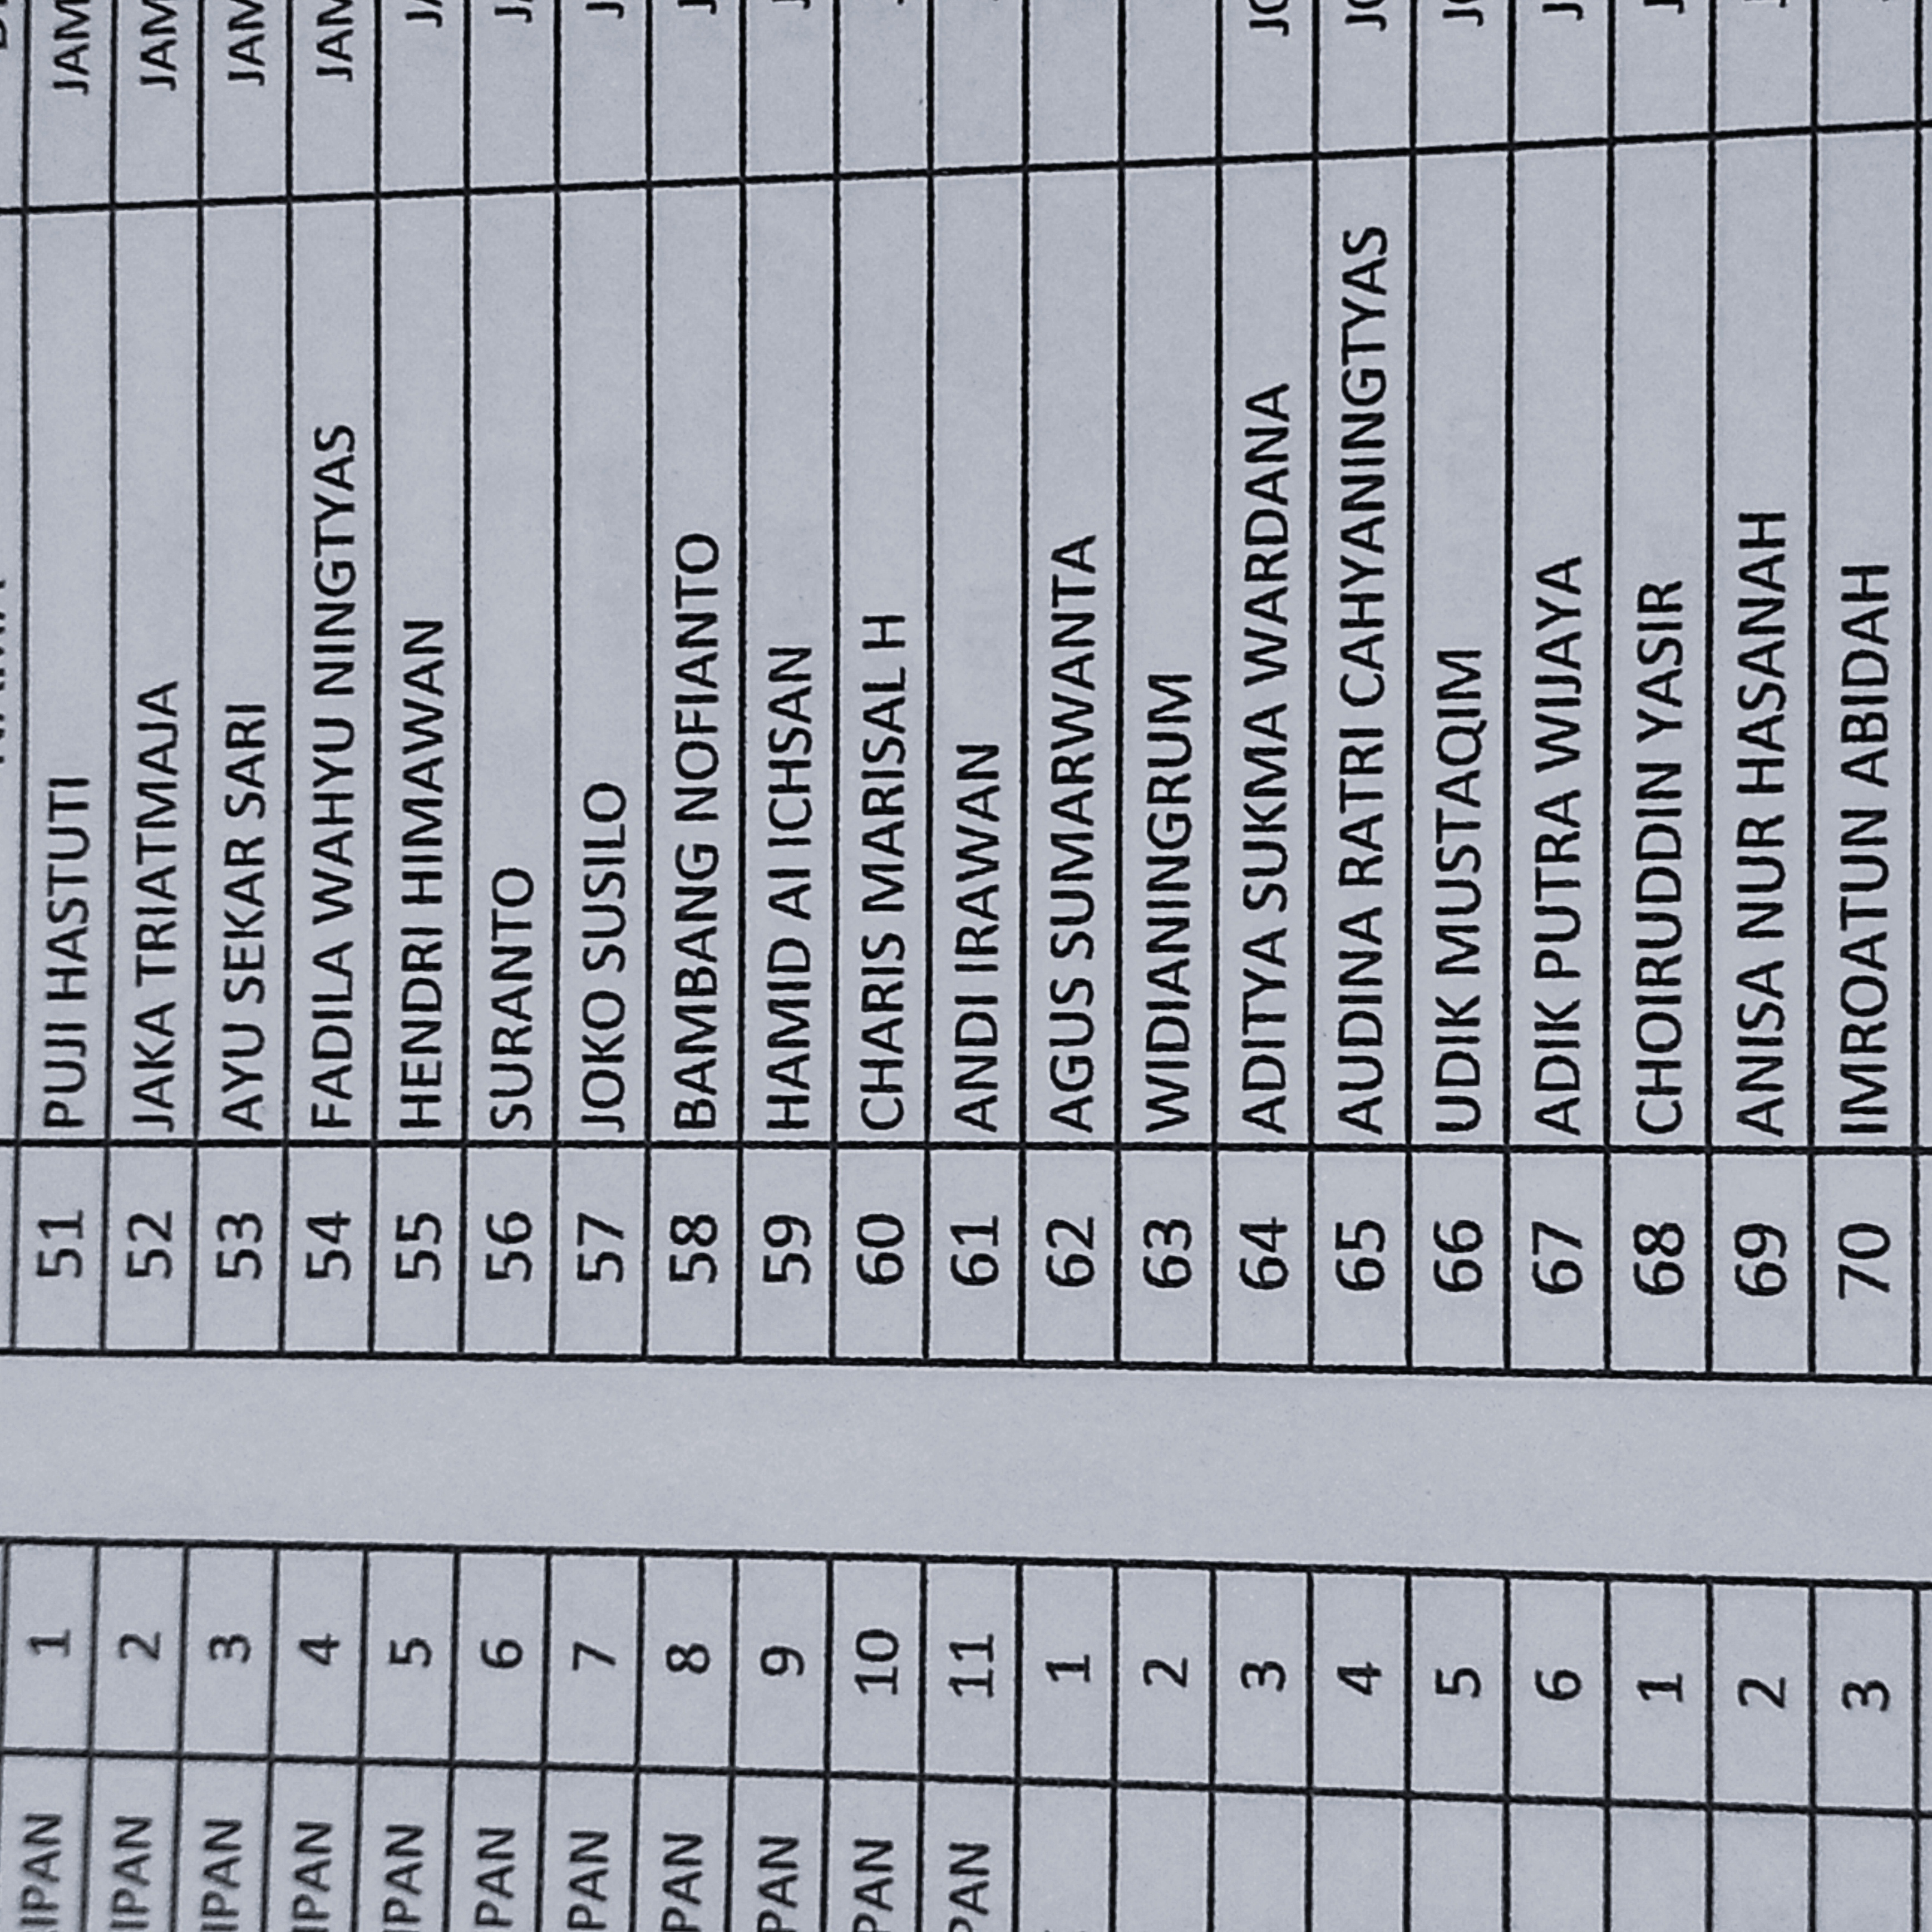 NAMA
IPAN 1 51 PUJI HASTUTI JAM
IPAN 2 52 JAKA TRIATMAJA JAM
IPAN 3 53 AYU SEKAR SARI JAM
IPAN 4 54 FADILA WAHYU NINGTYAS JAM
IPAN 5 55 HENDRI HIMAWAN JA
PAN 6 56 SURANTO J
PAN 7 57 JOKO SUSILO J
PAN 8 58 BAMBANG NOFIANTO J
PAN 9 59 HAMID AI ICHSAN
PAN 10 60 CHARIS MARISAL H
PAN 11 61 ANDI IRAWAN
1 62 AGUS SUMARWANTA
2 63 WIDIANINGRUM
3 64 ADITYA SUKMA WARDANA JO
4 65 AUDINA RATRI CAHYANINGTYAS JO
5 66 UDIK MUSTAQIM JO
6 67 ADIK PUTRA WIJAYA J
1 68 CHOIRUDDIN YASIR J
2 69 ANISA NUR HASANAH
3 70 IMROATUN ABIDAH